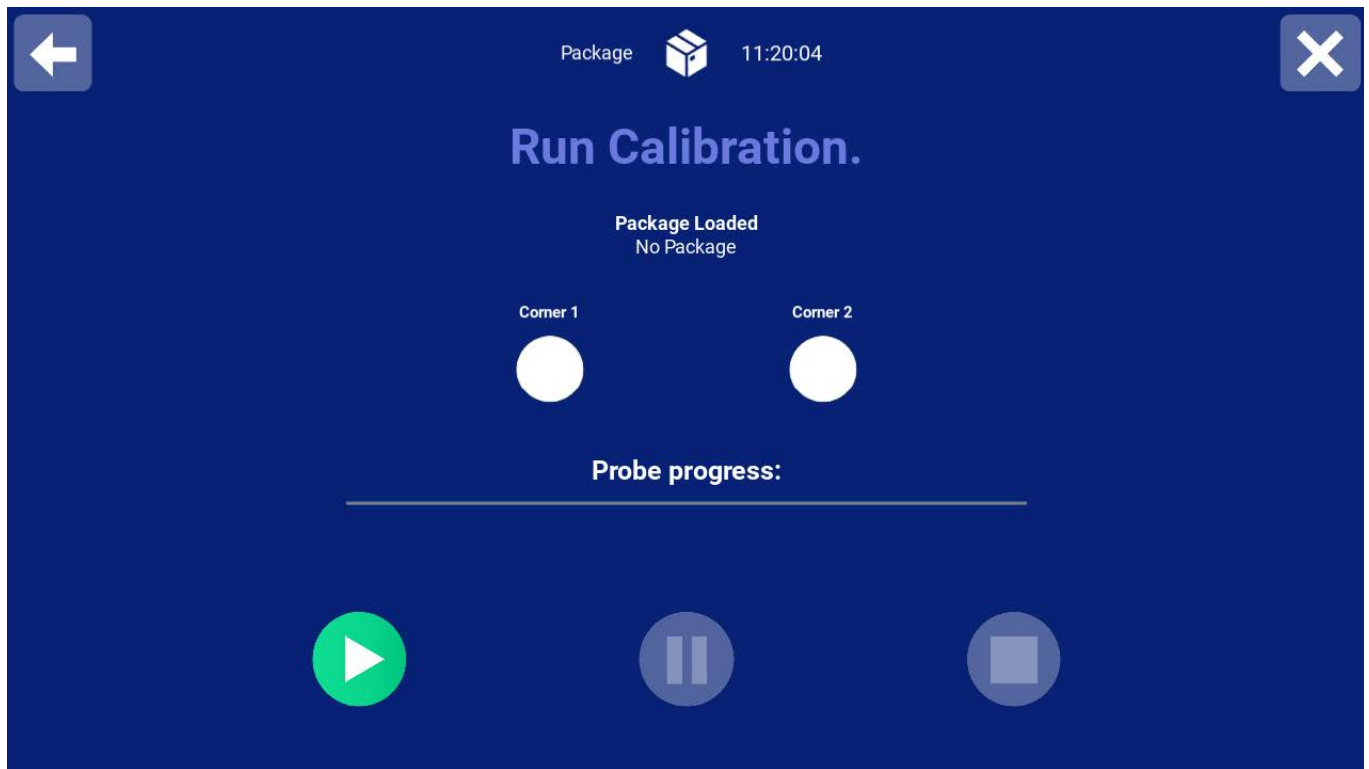 Package 11:20:04
Run Calibration.
Package Loaded
No Package
Corner 1 Corner 2
Probe progress: